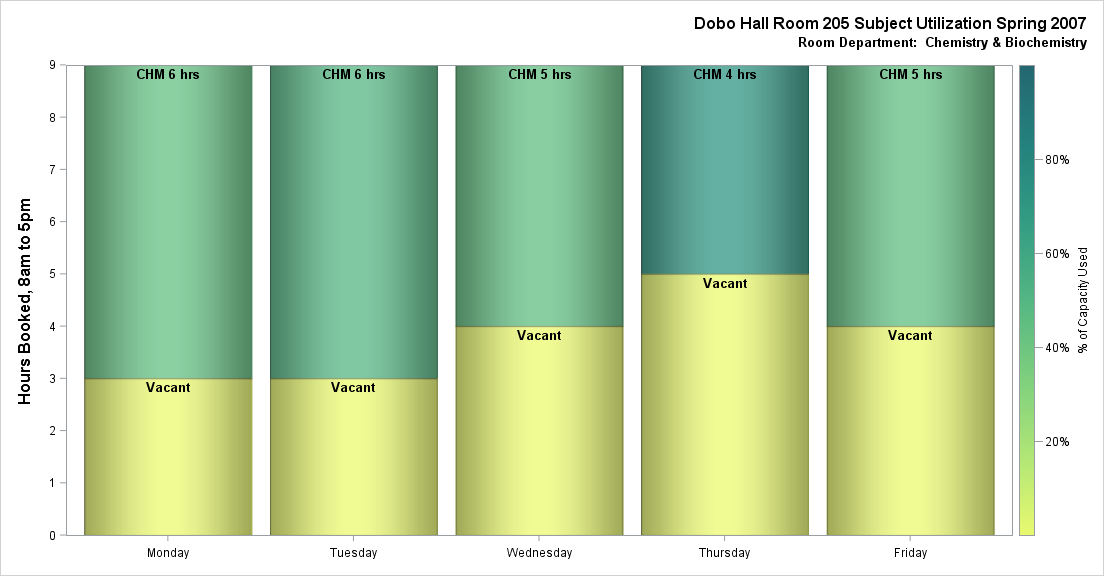 Dobo Hall Room 205 Subject Utilization Spring 2007
Room Department:  Chemistry & Biochemistry
Hours Booked, 8am to 5pm
9
8
7
6
5
4
3
2
1
0
CHM 6 hrs
CHM 6 hrs
CHM 5 hrs
CHM 4 hrs
CHM 5 hrs
Vacant
Vacant
Vacant
Vacant
Vacant
Monday
Tuesday
Wednesday
Thursday
Friday
80%
60%
40%
20%
% of Capacity Used